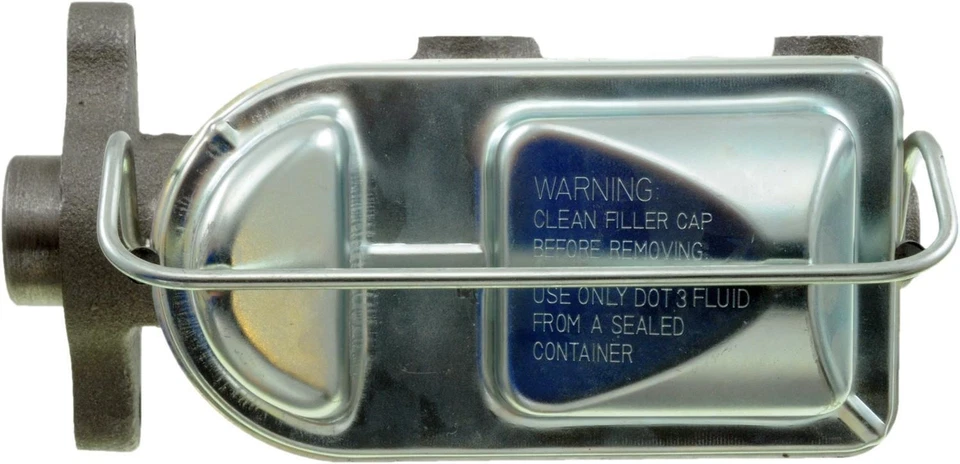 WARNING:
CLEAN FILLER CAP
BEFORE REMOVING.
USE ONLY DOT 3 FLUID
FROM A SEALED
CONTAINER